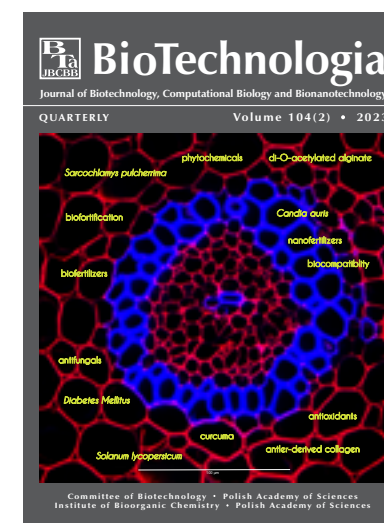 B
Ta
JBCBB
BioTechnologia
Journal of Biotechnology, Computational Biology and Bionanotechnology
QUARTERLY
Volume 104(2) • 2023
phytochemicals
di-O-acetylated alginate
Sarcochlamys pulcherrima
biofortification
Candia auris
nanofertilizers
biocompatiblity
biofertilizers
antifungals
Diabetes Mellitus
antioxidants
curcuma
antler-derived collagen
Solanum lycopersicum
Committee of Biotechnology • Polish Academy of Sciences
Institute of Bioorganic Chemistry • Polish Academy of Sciences